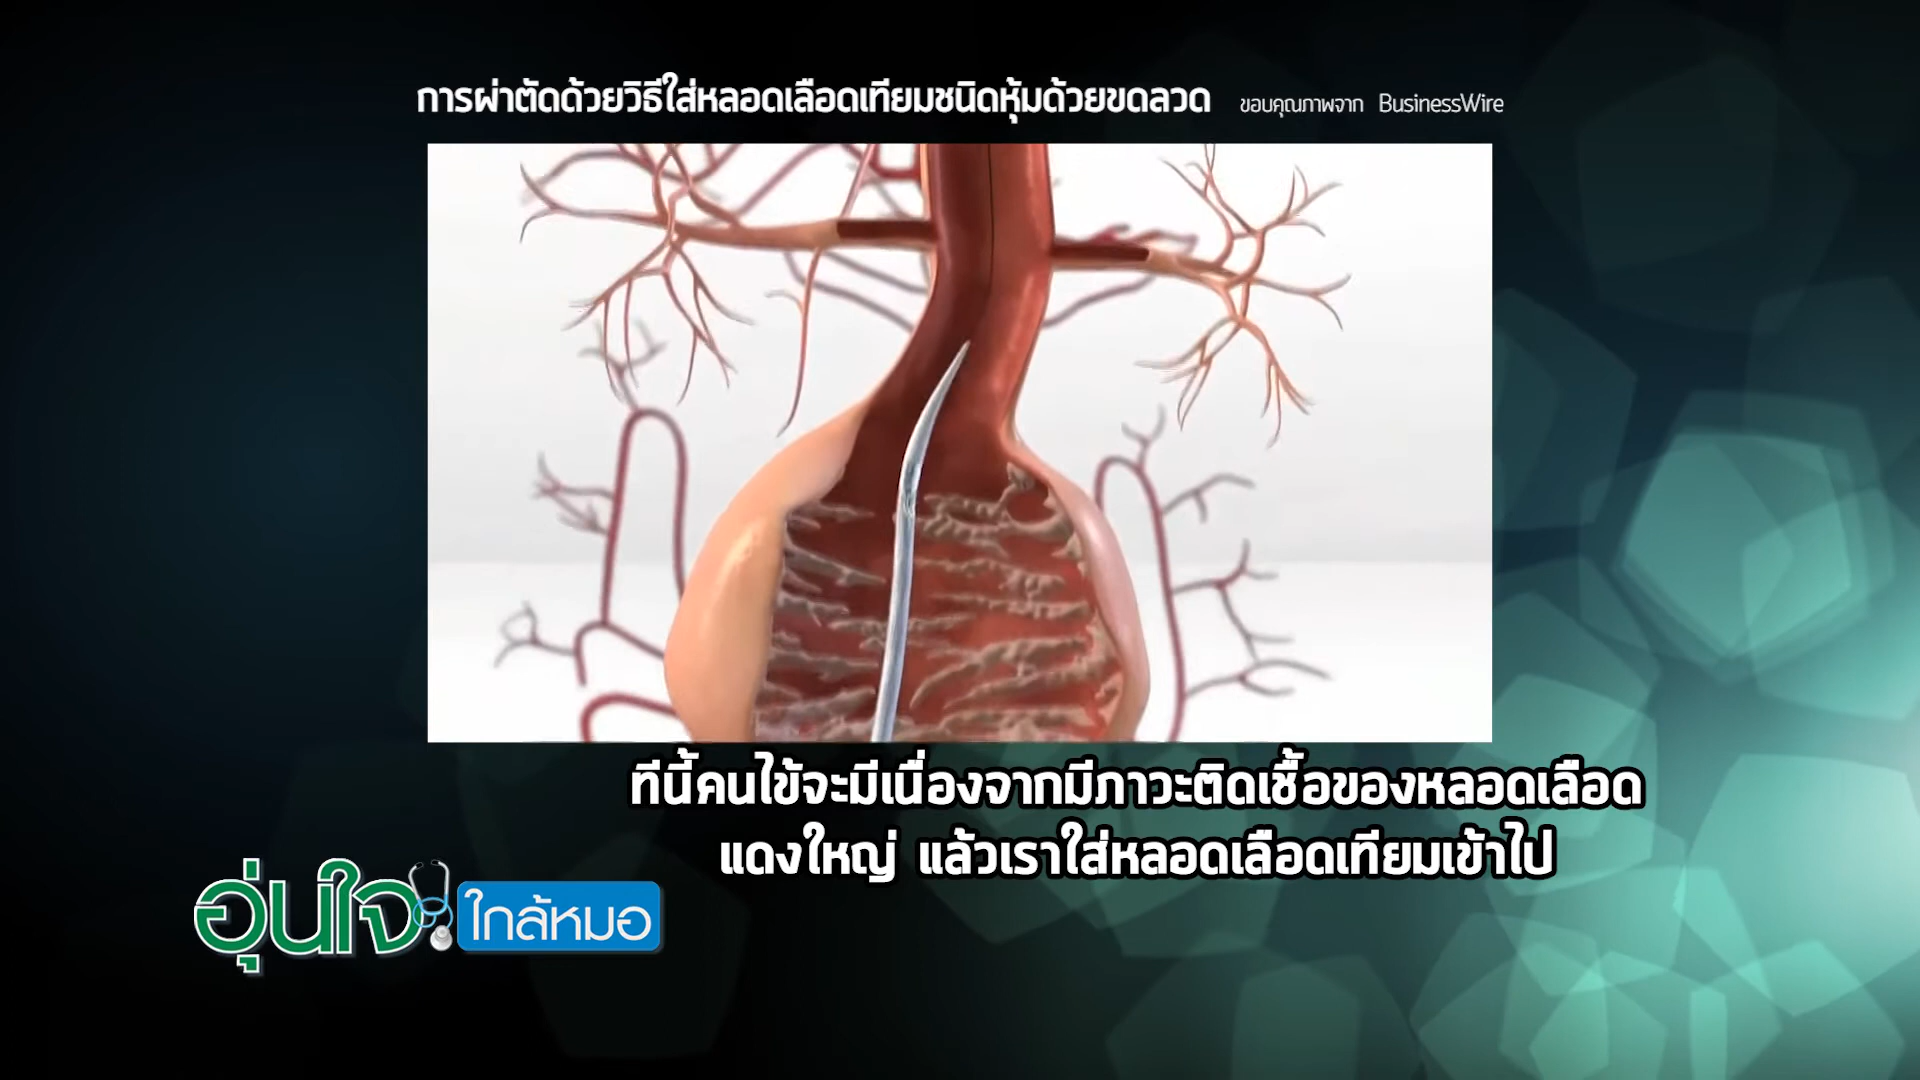 การผ่าตัดด้วยวิธีใส่หลอดเลือดเทียมชนิดหุ้มด้วยขดลวด ขอบคุณภาพจาก BusinessWire
ทีนี้คนไข้จะมีเนื่องจากมีภาวะติดเชื้อของหลอดเลือด
แดงใหญ่ แล้วเราใส่หลอดเลือดเทียมเข้าไป
อุ่นใจ ใกล้หมอ